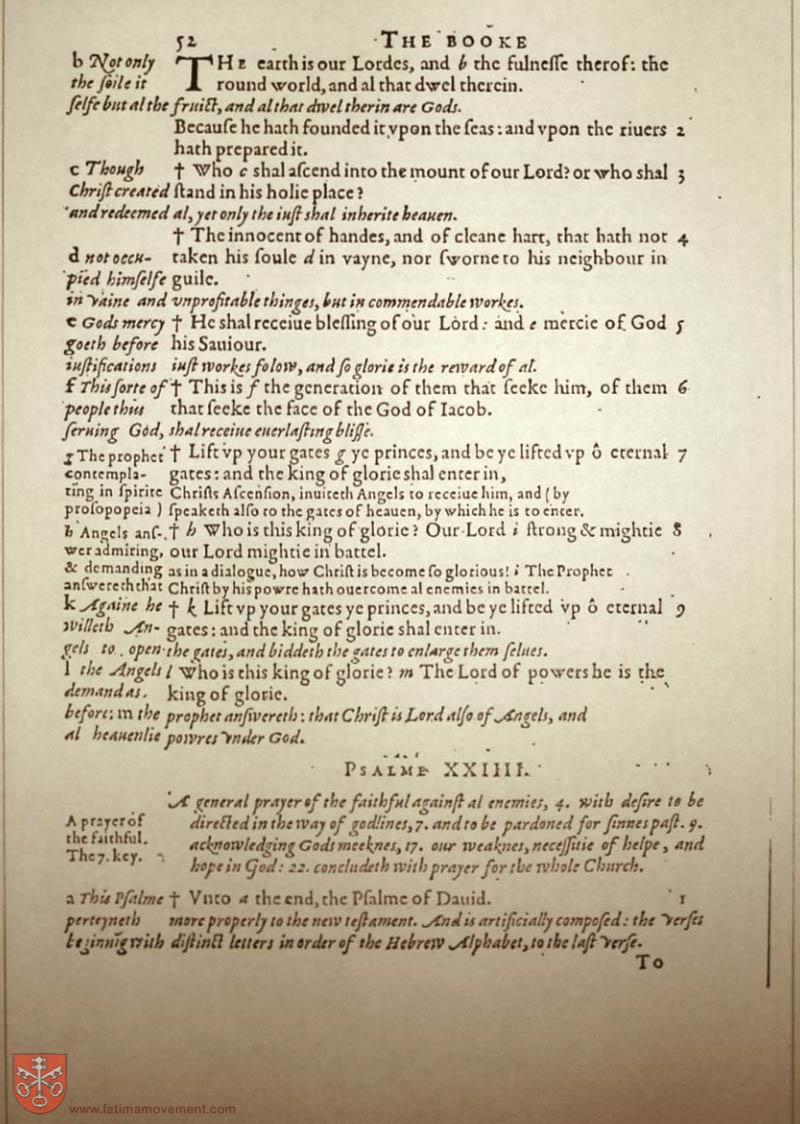 52 THE BOOKE
b Not only THE earth is our Lordes, and b the fulneſſe therof: the
the ſoile it round world, and al that dwel therein.
ſelfe but al the fruict, and al that dwel therin are Gods.
Becauſe he hath founded it vpon the ſeas: and vpon the riuers 2
hath prepared it.
c Though † Who c shal aſcend into the mount of our Lord? or who shal 3
Chriſt created ſtand in his holie place?
and redeemed al, yet only the iuſt shal inherite heauen.
† The innocent of handes, and of cleane hart, that hath not 4
d not occu- taken his ſoule d in vayne, nor ſworne to his neighbour in
pied himſelfe guile.
in vaine and vnprofitable thinges, but in commendable workes.
e Gods mercy † He shal receiue bleſſing of our Lord: and e mercie of God 5
goeth before his Sauiour.
iuſtifications iuſt workes folow, and ſo glorie is the reward of al.
f This ſorte of † This is f the generation of them that ſeeke him, of them 6
people thus that ſeeke the face of the God of Iacob.
ſeruing God, shal receiue euerlaſting bliſſe.
g The prophet † Lift vp your gates g ye princes, and be ye lifted vp ô eternal 7
contempla- gates: and the king of glorie shal enter in,
ting in ſpirite Chriſts Aſcenſion, inuiteth Angels to receiue him, and (by
proſopopeia) ſpeaketh alſo to the gates of heauen, by which he is to enter.
h Angels anſ- † h Who is this king of glorie? Our Lord i ſtrong & mightie 8
wer admiring, our Lord mightie in battel.
& demanding as in a dialogue, how Chriſt is become ſo glorious! i The Prophet
anſwereth that Chriſt by his powre hath ouercome al enemies in battel.
k Againe he † k Lift vp your gates ye princes, and be ye lifted vp ô eternal 9
willeth An- gates: and the king of glorie shal enter in.
gels to open the gates, and biddeth the gates to enlarge them ſelues.
l the Angels l Who is this king of glorie? m The Lord of powers he is the
demand as king of glorie.
before: m the prophet anſwereth: that Chriſt is Lord alſo of Angels, and
al heauenlie powres vnder God.
PSALME XXIIII.
A general prayer of the faithful againſt al enemies, 4. with deſire to be
A prayer of directed in the way of godlines, 7. and to be pardoned for ſinnes paſt. 9.
the faithful. acknowledging Gods meeknes, 17. our weaknes, neceſſitie of helpe, and
The 7. key. hope in God: 22. concludeth with prayer for the whole Church.
a This Pſalme † Vnto a the end, the Pſalme of Dauid. 1
perteyneth more properly to the new teſtament. And is artificially compoſed: the verſes
beginnīg with diſtinct letters in order of the Hebrew Alphabet, to the laſt verſe.
To
www.fatimamovement.com